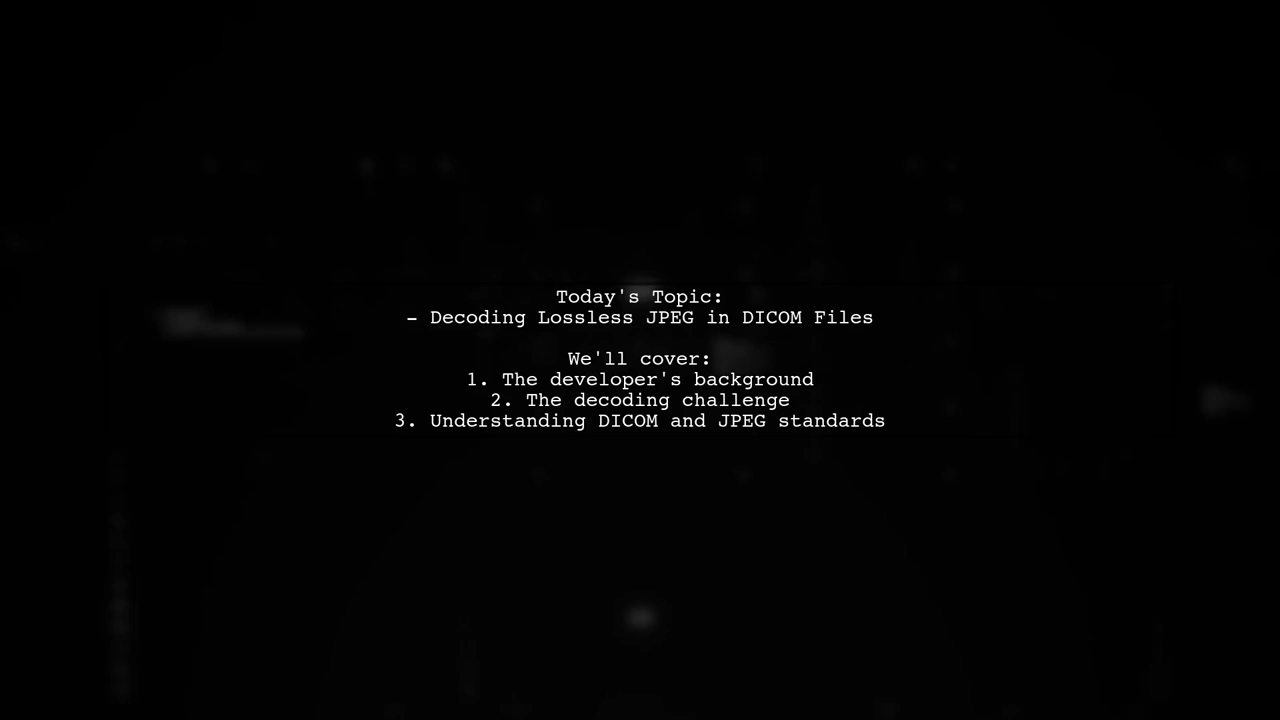 Today's Topic:
– Decoding Lossless JPEG in DICOM Files
We'll cover:
1. The developer's background
2. The decoding challenge
3. Understanding DICOM and JPEG standards